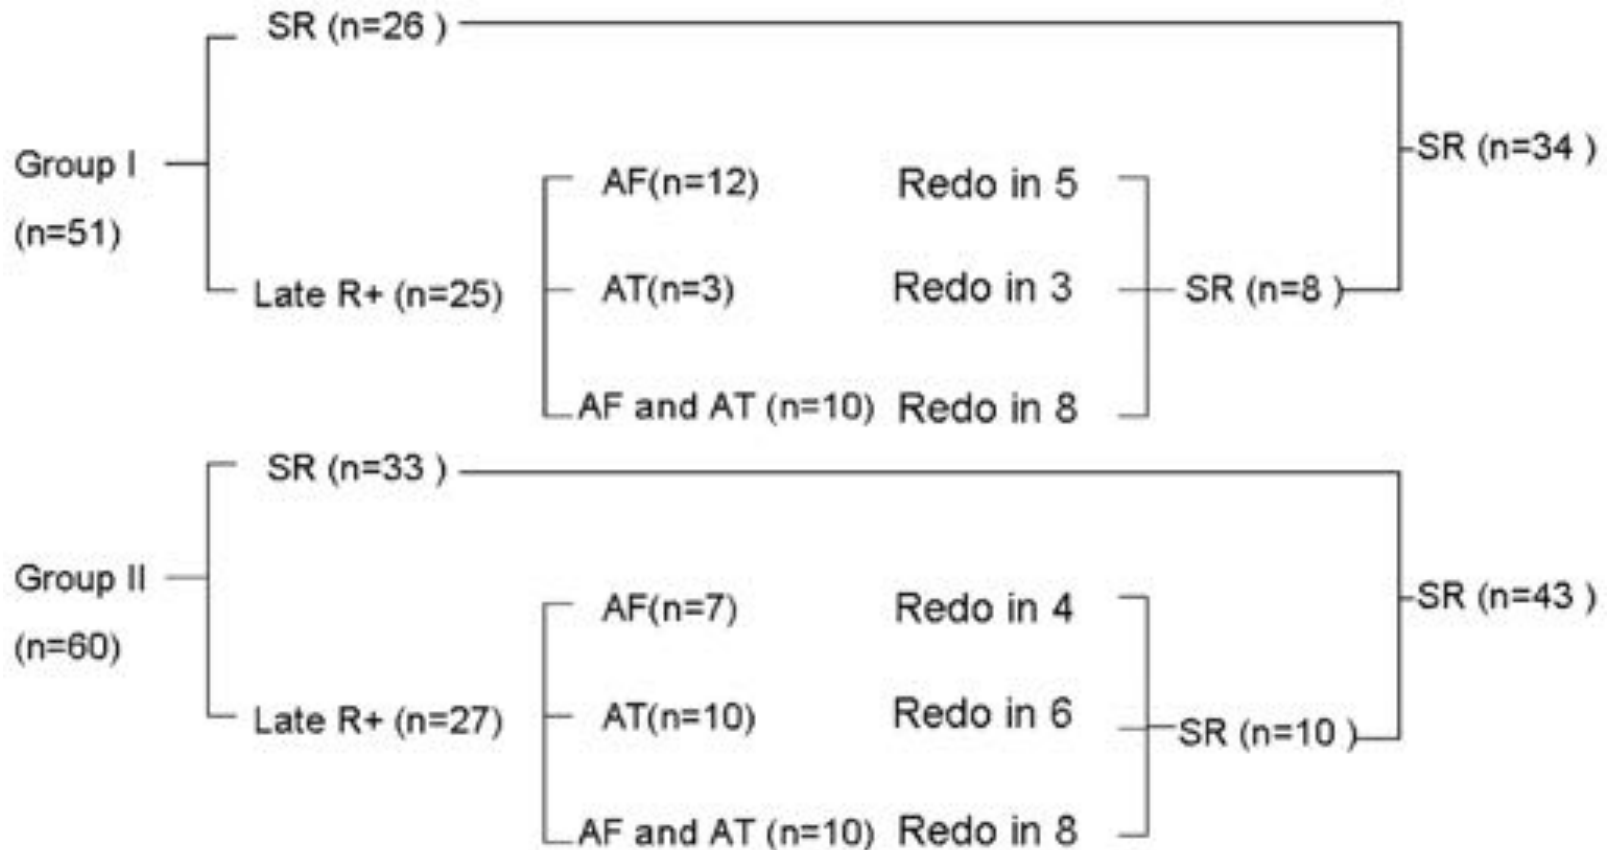 SR (n=26 )
Group I
(n=51)
Late R+ (n=25)
AF(n=12) Redo in 5
AT(n=3) Redo in 3
AF and AT (n=10) Redo in 8
SR (n=8 )
SR (n=34 )
SR (n=33 )
Group II
(n=60)
Late R+ (n=27)
AF(n=7) Redo in 4
AT(n=10) Redo in 6
AF and AT (n=10) Redo in 8
SR (n=10 )
SR (n=43 )